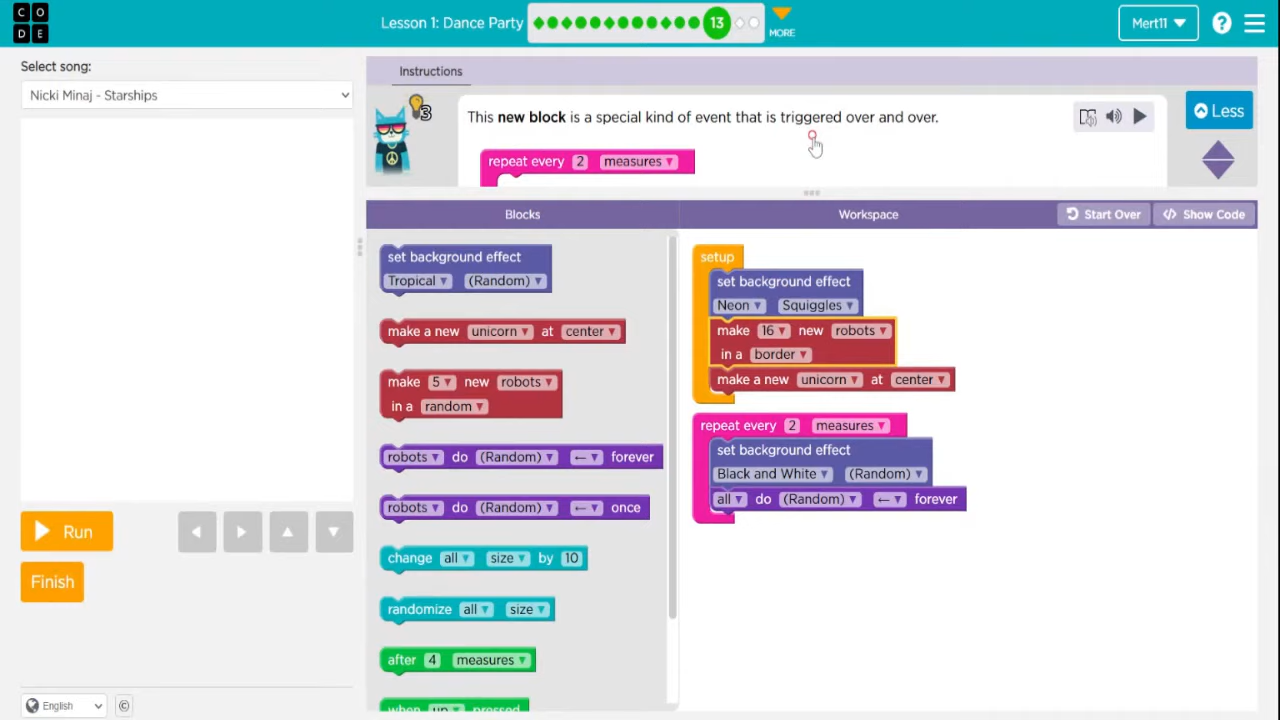 C O
D E
Lesson 1: Dance Party
13
MORE
Mert11
?
Select song:
Nicki Minaj - Starships
Instructions
3
This new block is a special kind of event that is triggered over and over.
repeat every 2 measures
Less
Blocks
Workspace
Start Over
Show Code
set background effect
Tropical (Random)
make a new unicorn at center
make 5 new robots
in a random
robots do (Random) ← forever
robots do (Random) ← once
change all size by 10
randomize all size
after 4 measures
when up pressed
setup
set background effect
Neon Squiggles
make 16 new robots
in a border
make a new unicorn at center
repeat every 2 measures
set background effect
Black and White (Random)
all do (Random) ← forever
Run
Finish
English
©